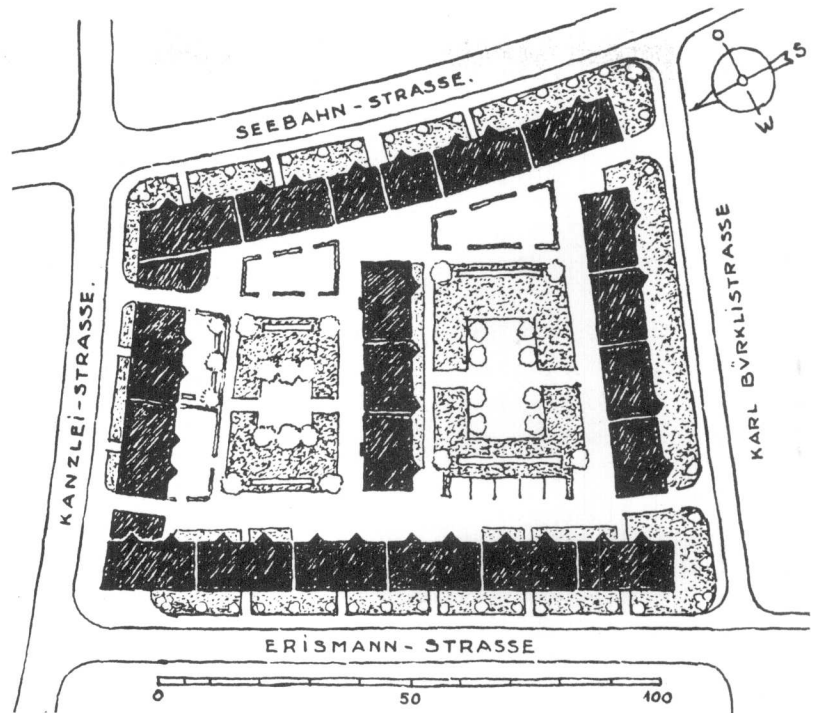 SEEBAHN-STRASSE.
O
S
W
KANZLEI-STRASSE.
KARL BÜRKLISTRASSE
ERiSMANN-STRASSE
0 50 100